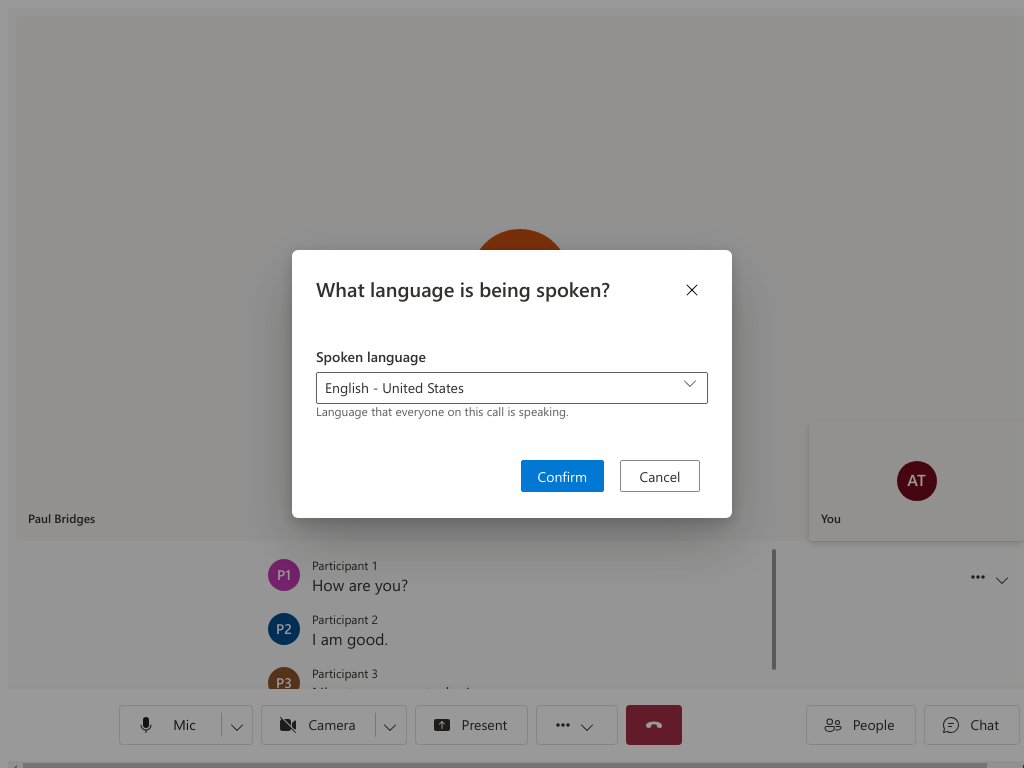 What language is being spoken?
Spoken language
English - United States
Language that everyone on this call is speaking.
Confirm
Cancel
Paul Bridges
AT
You
P1
Participant 1
How are you?
P2
Participant 2
I am good.
P3
Participant 3
Mic
Camera
Present
People
Chat